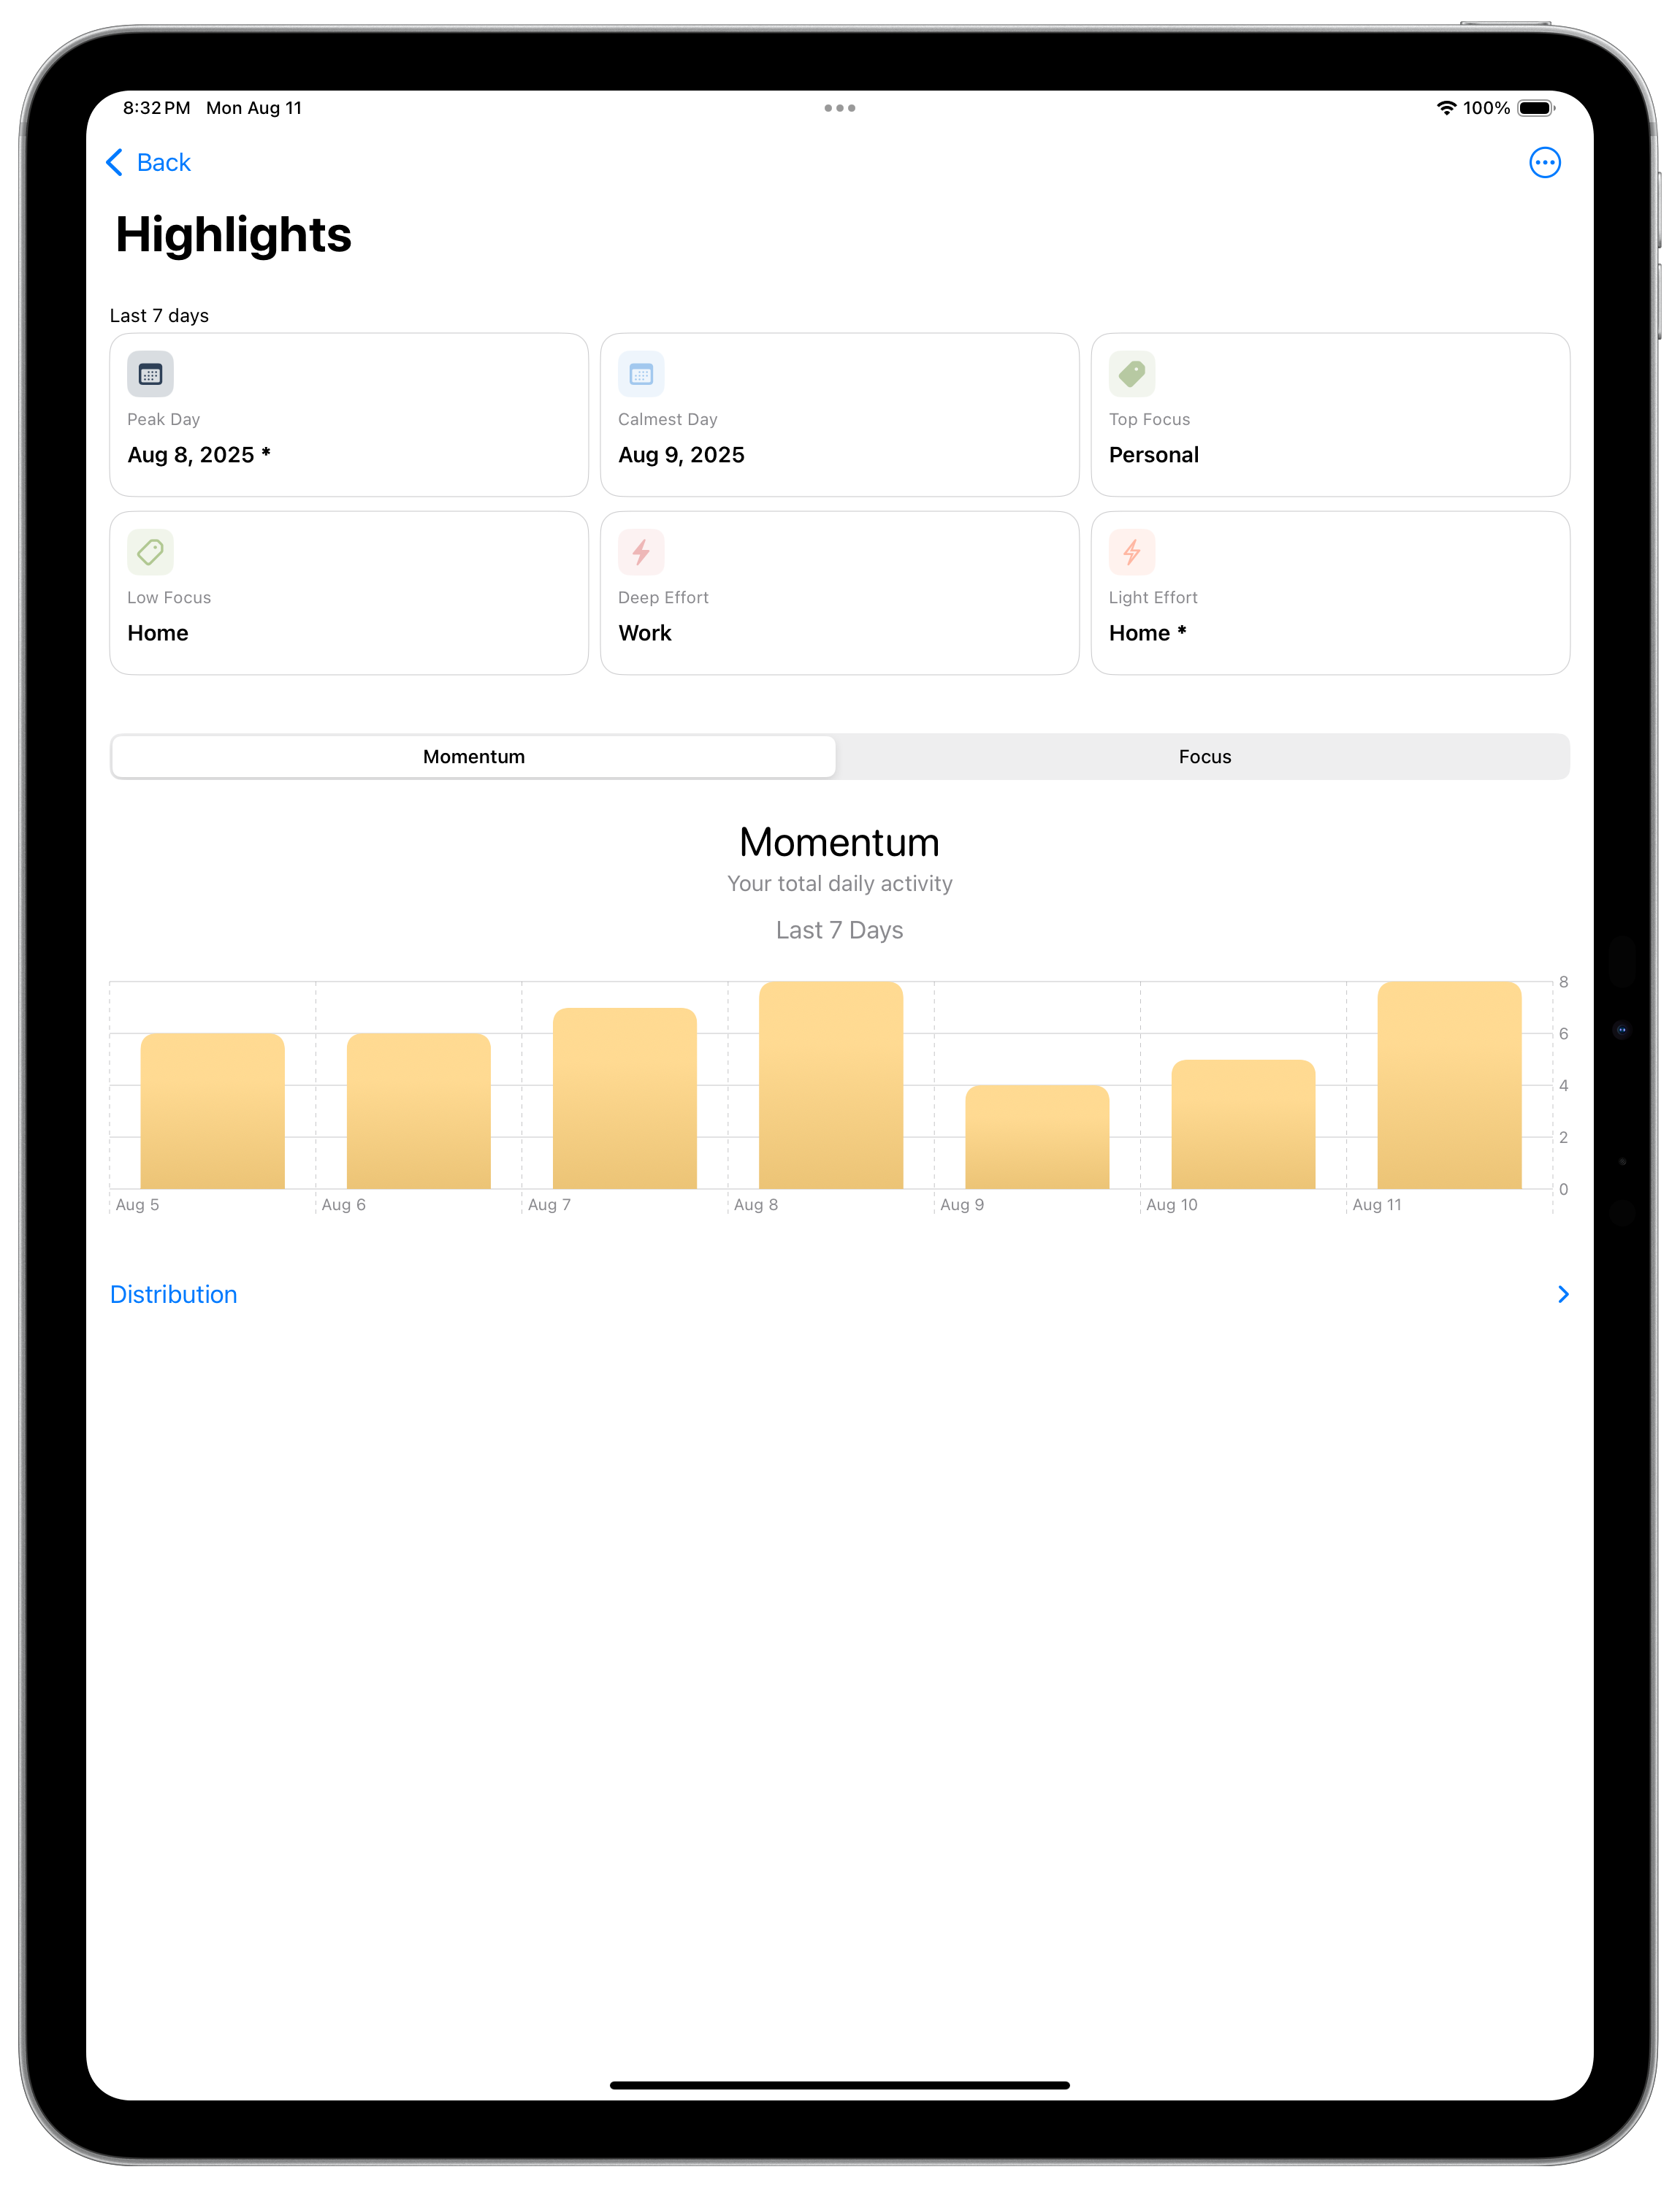 8:32 PM Mon Aug 11
100%
Back
Highlights
Last 7 days
Peak Day
Aug 8, 2025 *
Calmest Day
Aug 9, 2025
Top Focus
Personal
Low Focus
Home
Deep Effort
Work
Light Effort
Home *
Momentum
Focus
Momentum
Your total daily activity
Last 7 Days
8
6
4
2
0
Aug 5
Aug 6
Aug 7
Aug 8
Aug 9
Aug 10
Aug 11
Distribution